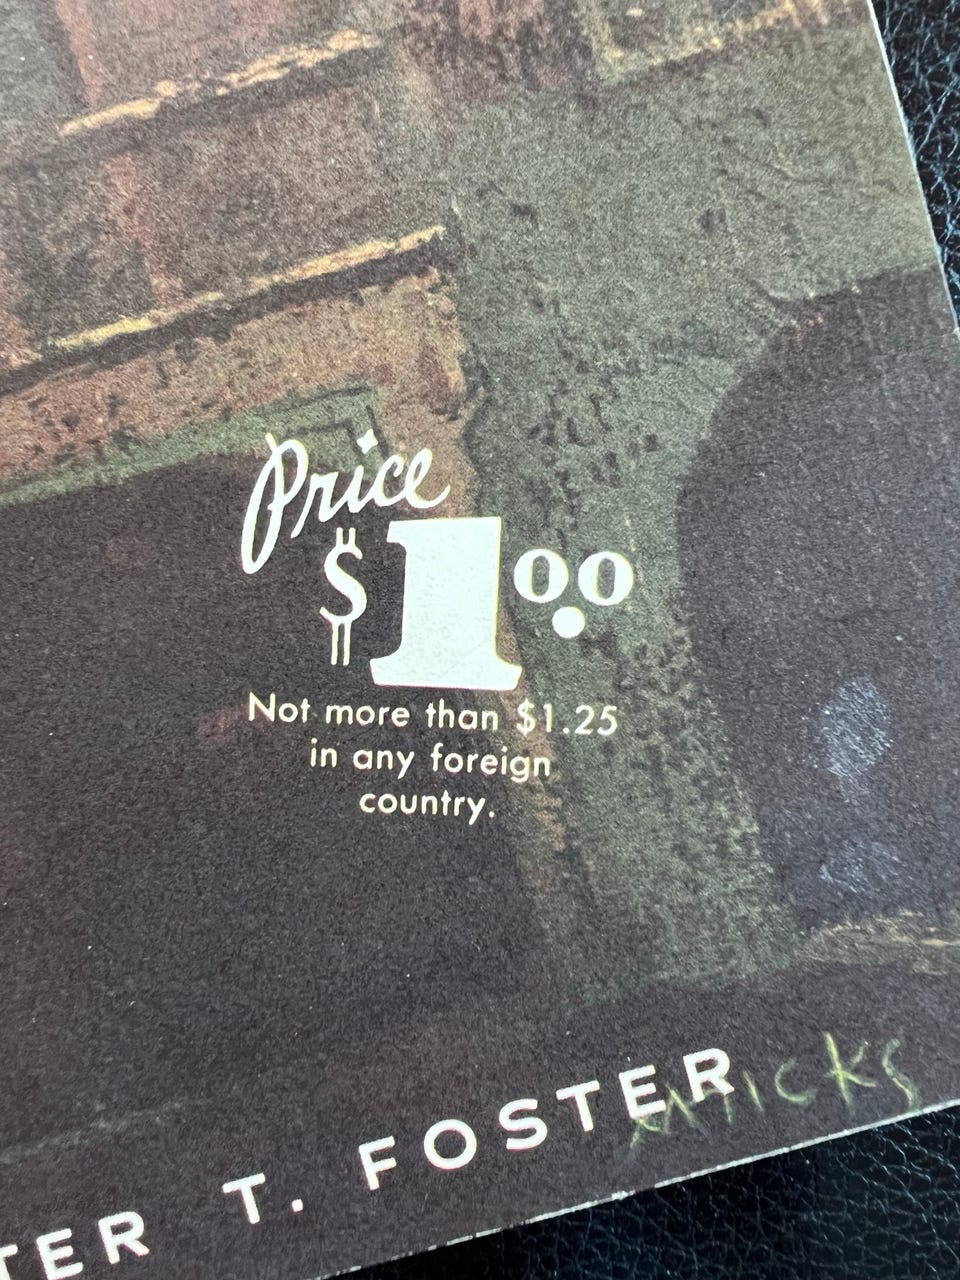 Price
$1.00
Not more than $1.25
in any foreign
country.
TER T. FOSTER